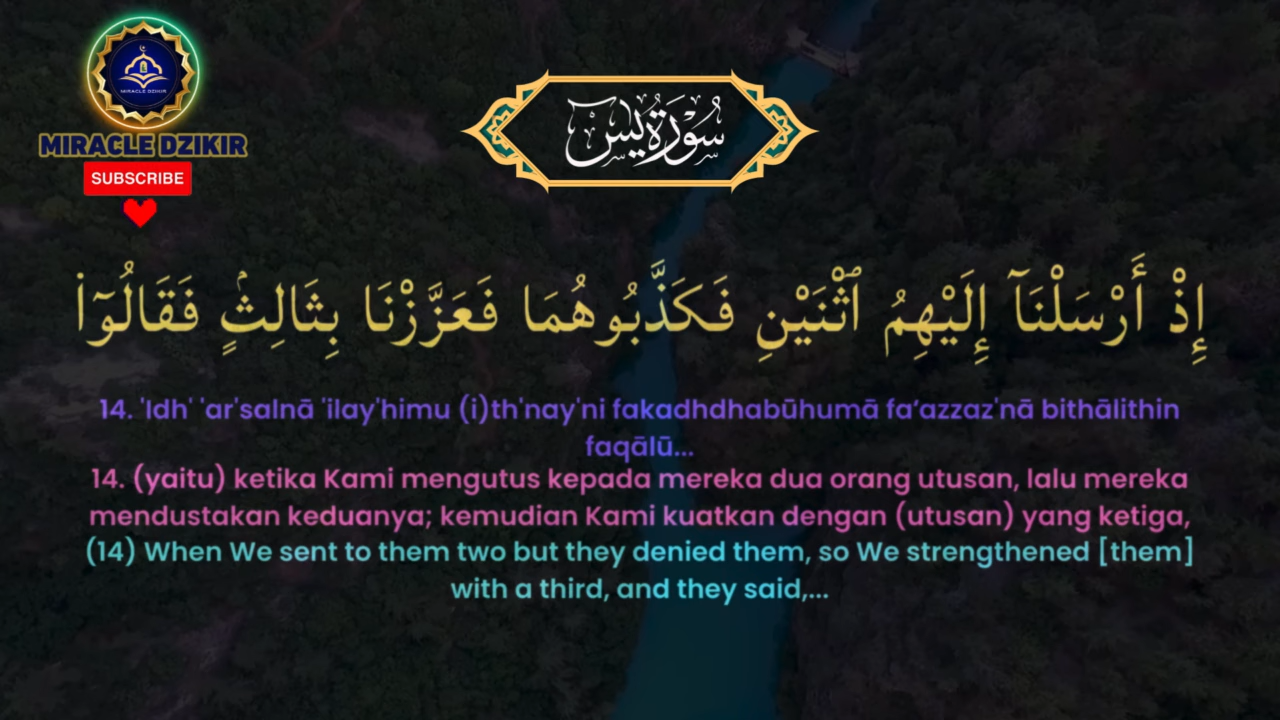 MIRACLE DZIKIR
MIRACLE DZIKIR
SUBSCRIBE
سُوْرَةُ يٰسٓ
إِذْ أَرْسَلْنَآ إِلَيْهِمُ ٱثْنَيْنِ فَكَذَّبُوهُمَا فَعَزَّزْنَا بِثَالِثٍۢ فَقَالُوٓا۟
14. 'Idh' 'ar'salnā 'ilay'himu (i)th'nay'ni fakadhdhabūhumā fa‘azzaz'nā bithālithin
faqālū...
14. (yaitu) ketika Kami mengutus kepada mereka dua orang utusan, lalu mereka
mendustakan keduanya; kemudian Kami kuatkan dengan (utusan) yang ketiga,
(14) When We sent to them two but they denied them, so We strengthened [them]
with a third, and they said,...